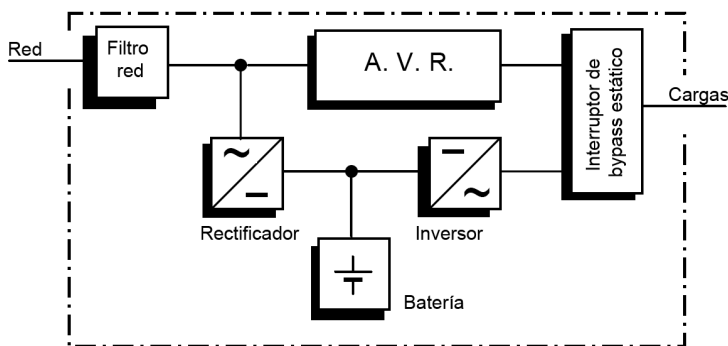 Red
Filtro
red
A. V. R.
Interruptor de
bypass estático
Cargas
Rectificador
Inversor
Batería